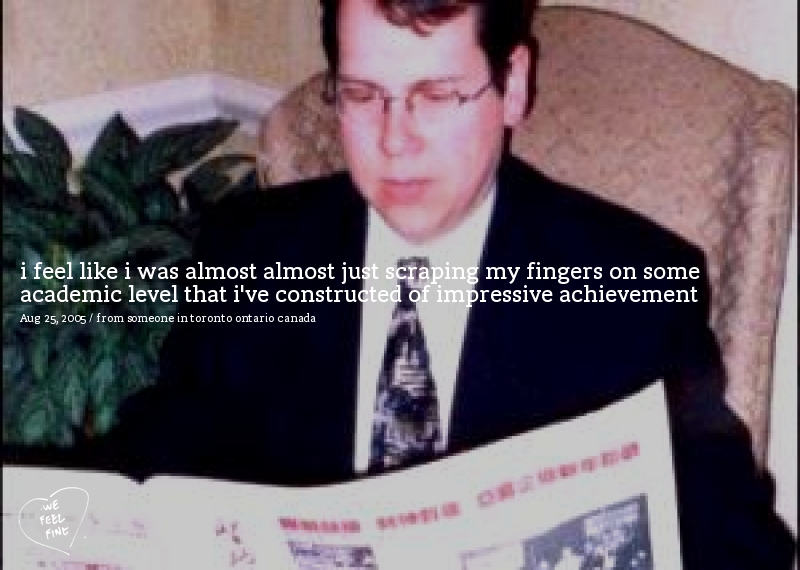 i feel like i was almost almost just scraping my fingers on some
academic level that i've constructed of impressive achievement
Aug 25, 2005 / from someone in toronto ontario canada
WE
FEEL
FINE